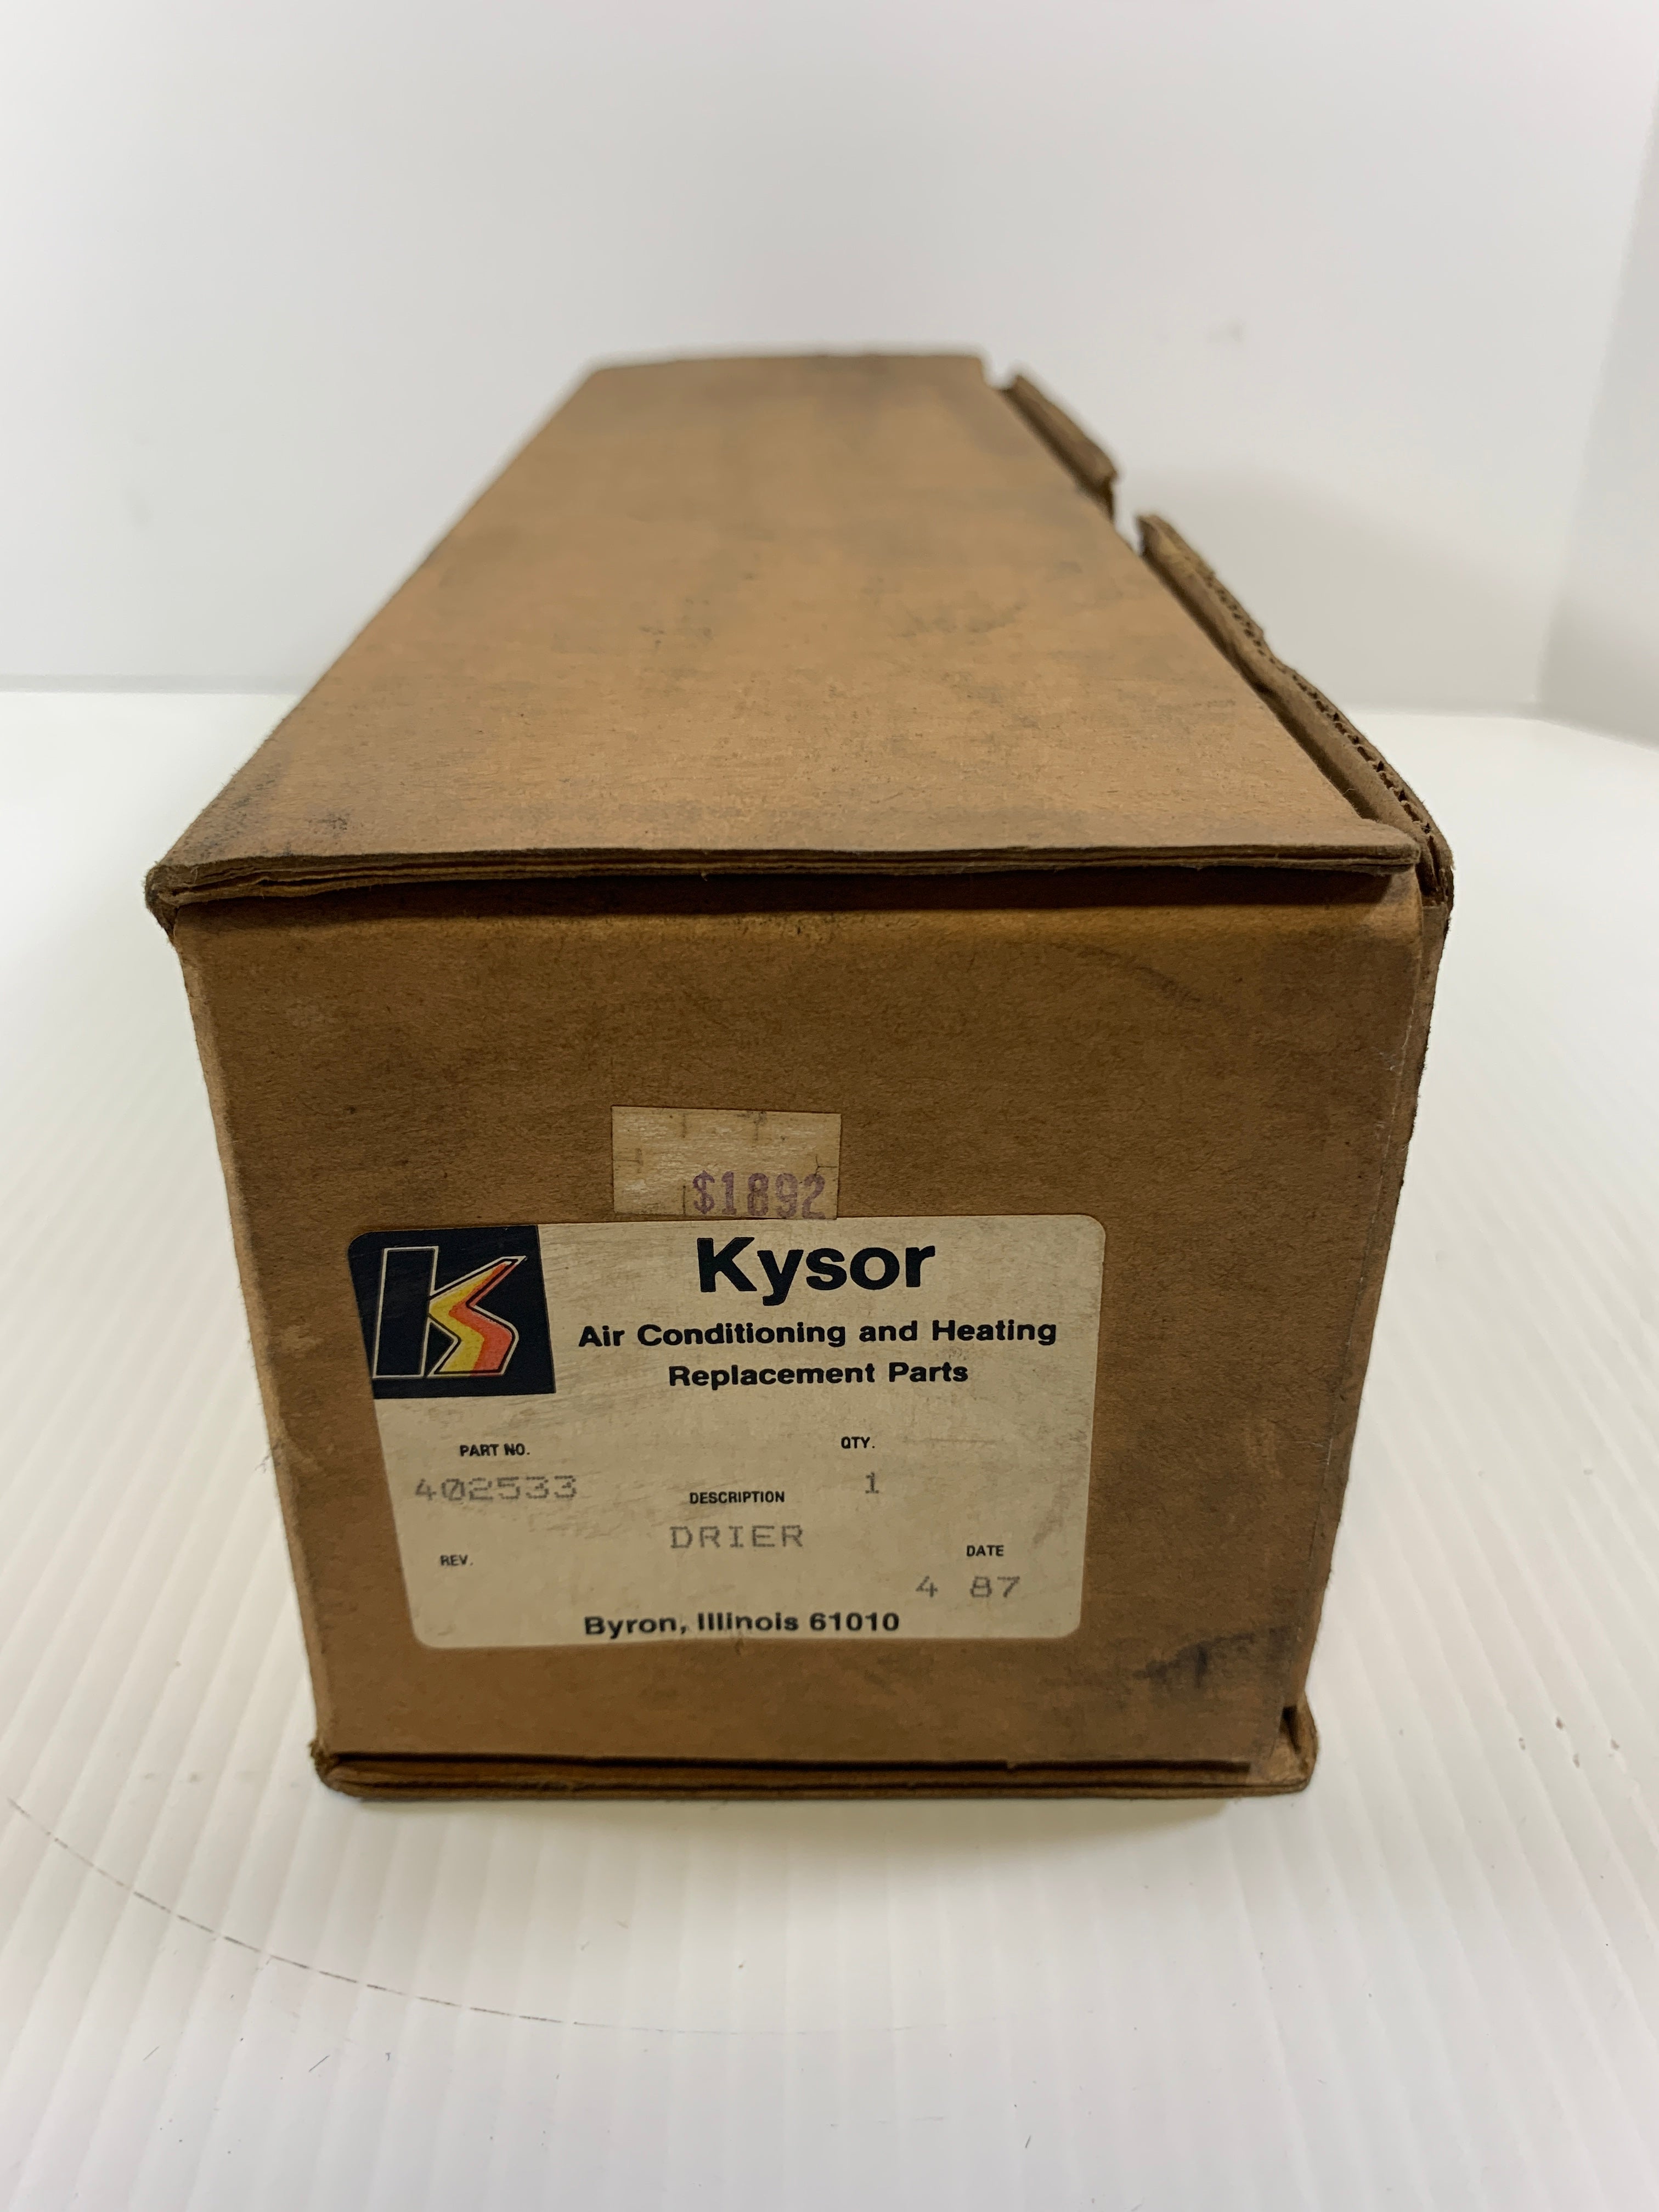 $1892
Kysor
Air Conditioning and Heating
Replacement Parts
PART NO.
QTY.
402533
1
DESCRIPTION
DRIER
REV.
DATE
4 87
Byron, Illinois 61010